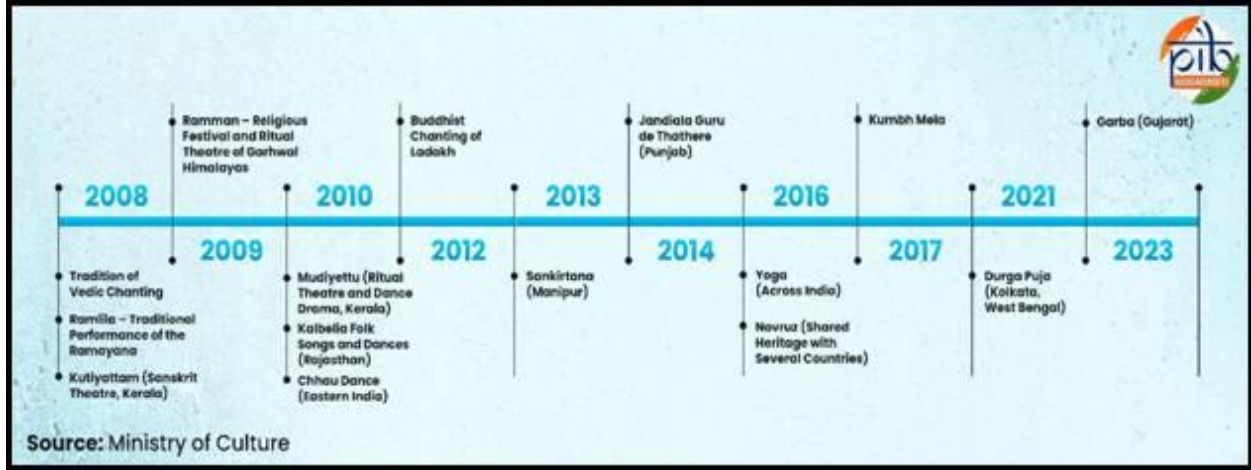 pib
Ramman – Religious
Festival and Ritual
Theatre of Garhwal
Himalayas
Buddhist
Chanting of
Ladakh
Jandiala Guru
de Thathere
(Punjab)
Kumbh Mela
Garba (Gujarat)
2008
2010
2013
2016
2021
2009
2012
2014
2017
2023
Tradition of
Vedic Chanting
Ramlila – Traditional
Performance of the
Ramayana
Kutiyattam (Sanskrit
Theatre, Kerala)
Mudiyettu (Ritual
Theatre and Dance
Drama, Kerala)
Kalbelia Folk
Songs and Dances
(Rajasthan)
Chhau Dance
(Eastern India)
Sankirtana
(Manipur)
Yoga
(Across India)
Novruz (Shared
Heritage with
Several Countries)
Durga Puja
(Kolkata,
West Bengal)
Source: Ministry of Culture